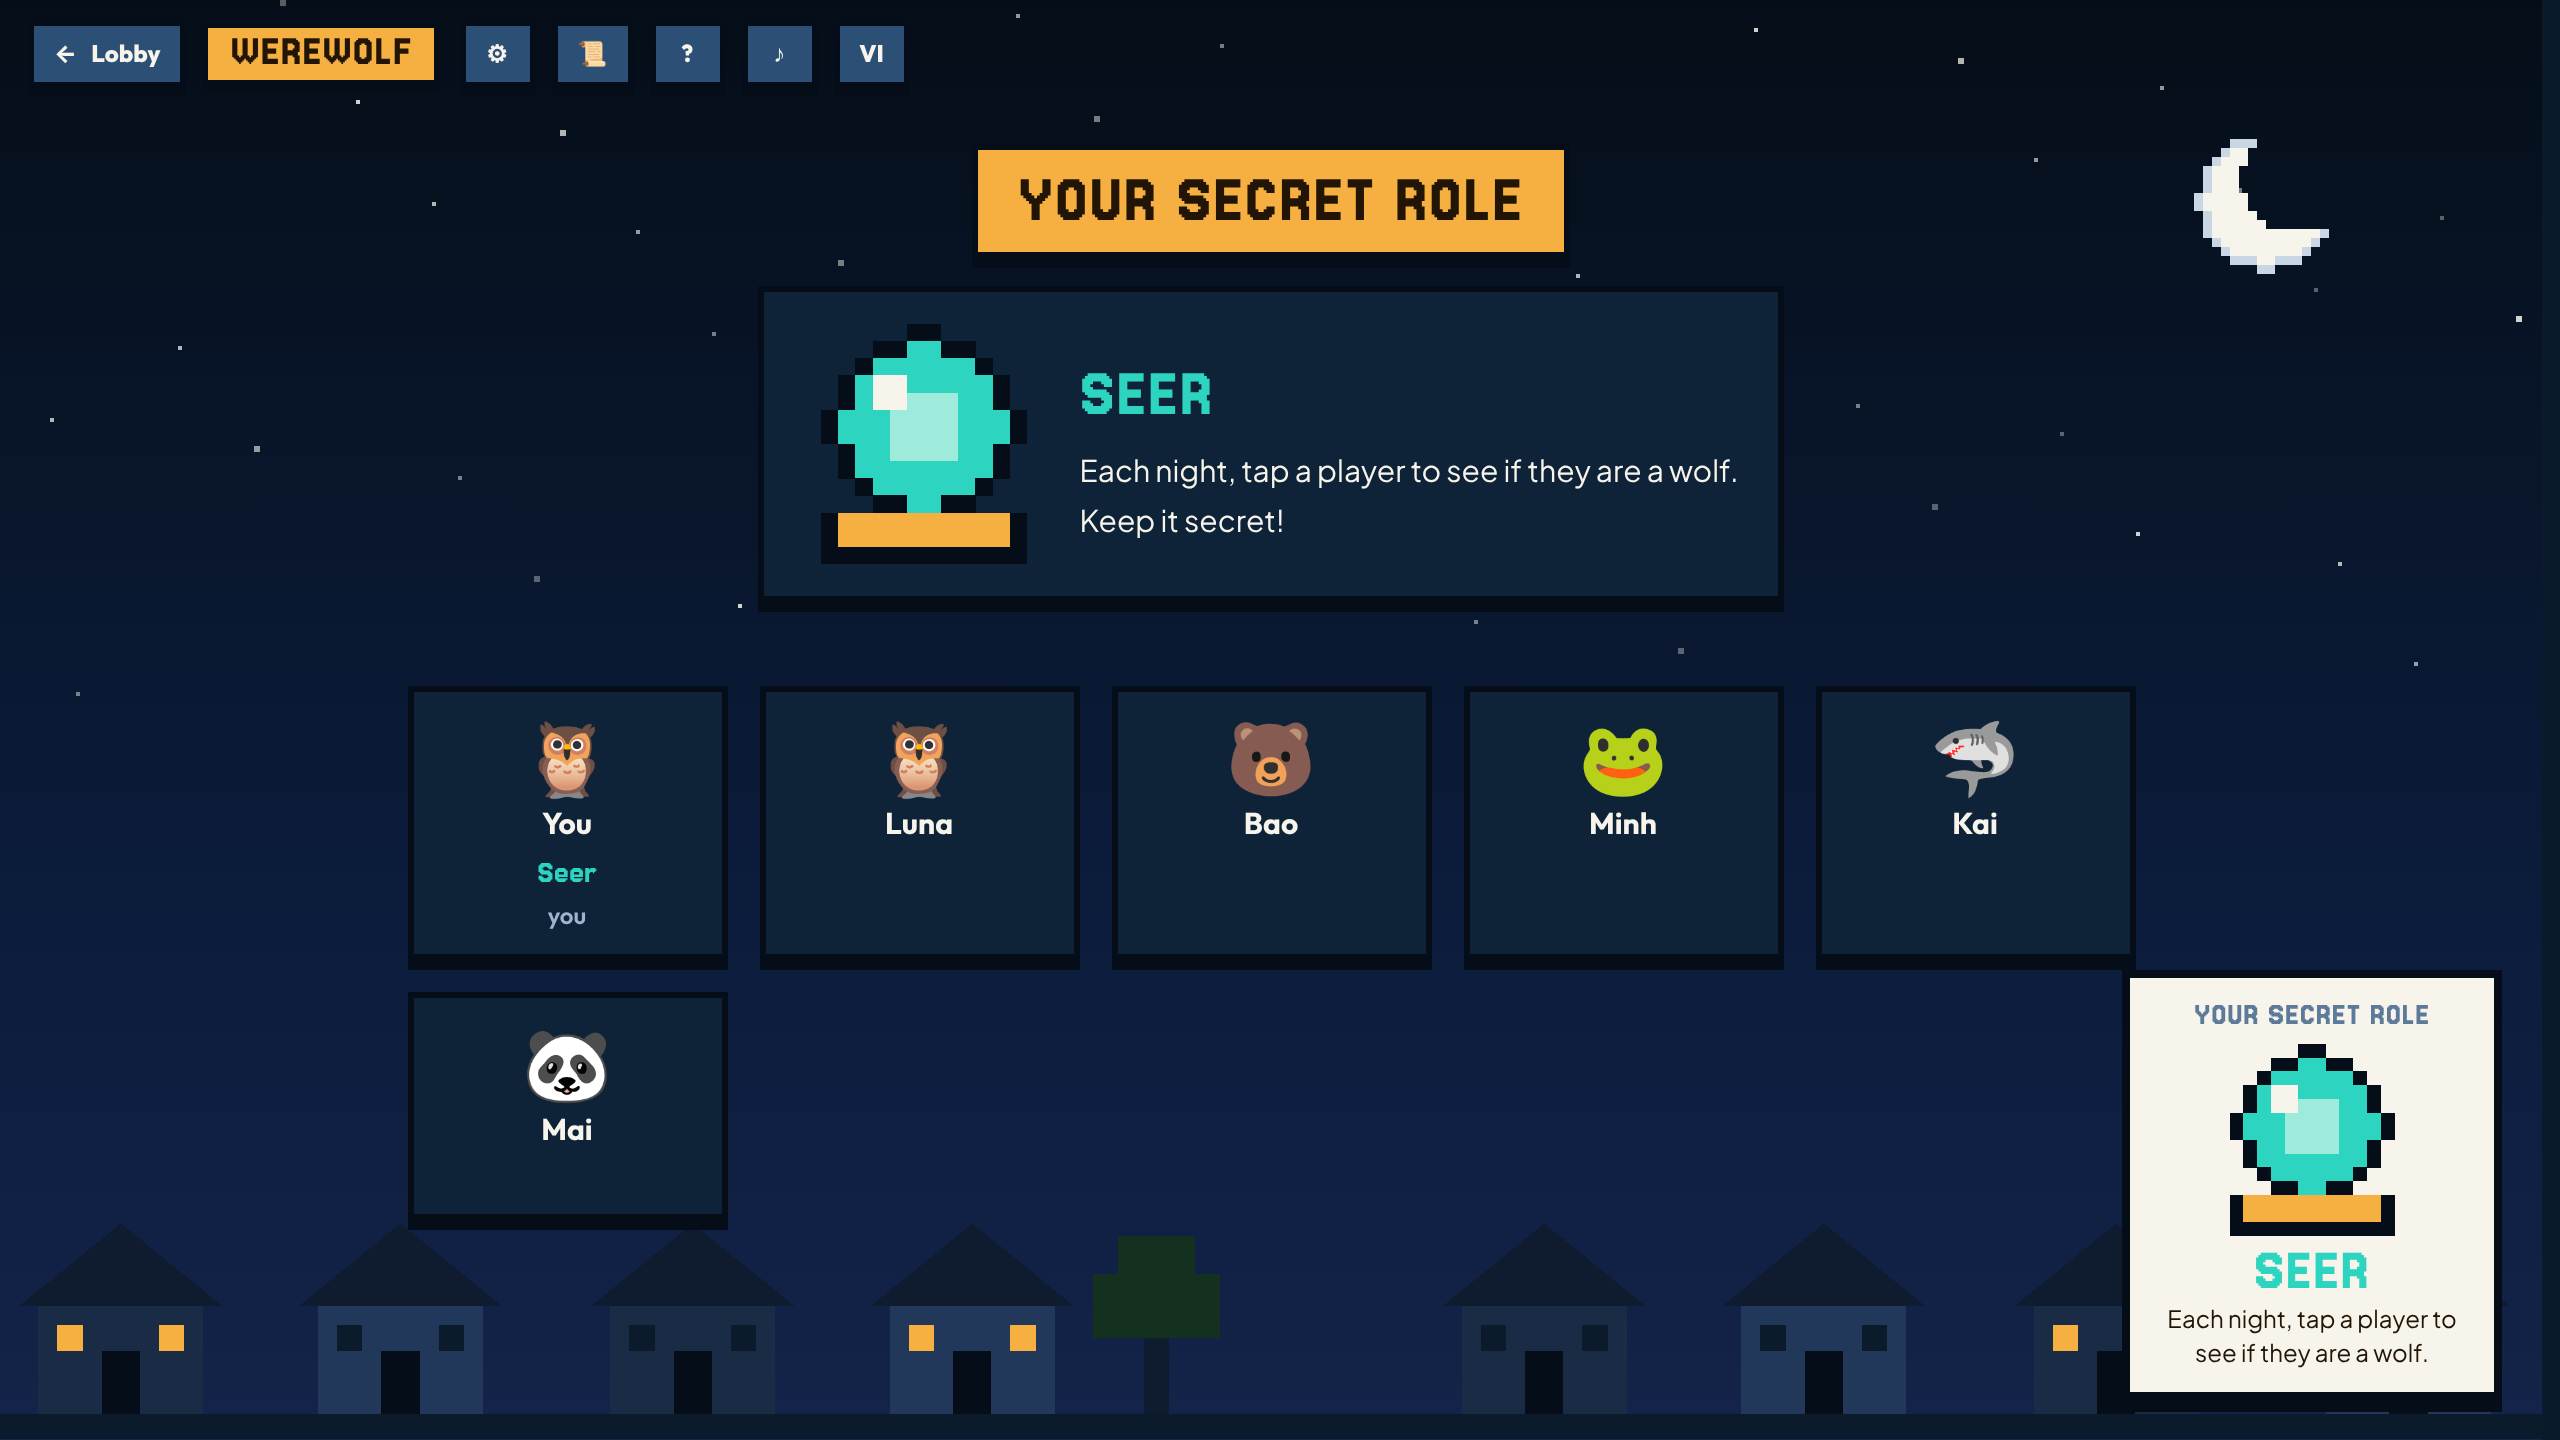 ← Lobby
WEREWOLF
?
♪
VI
YOUR SECRET ROLE
SEER
Each night, tap a player to see if they are a wolf.
Keep it secret!
You
Seer
you
Luna
Bao
Minh
Kai
Mai
YOUR SECRET ROLE
SEER
Each night, tap a player to
see if they are a wolf.